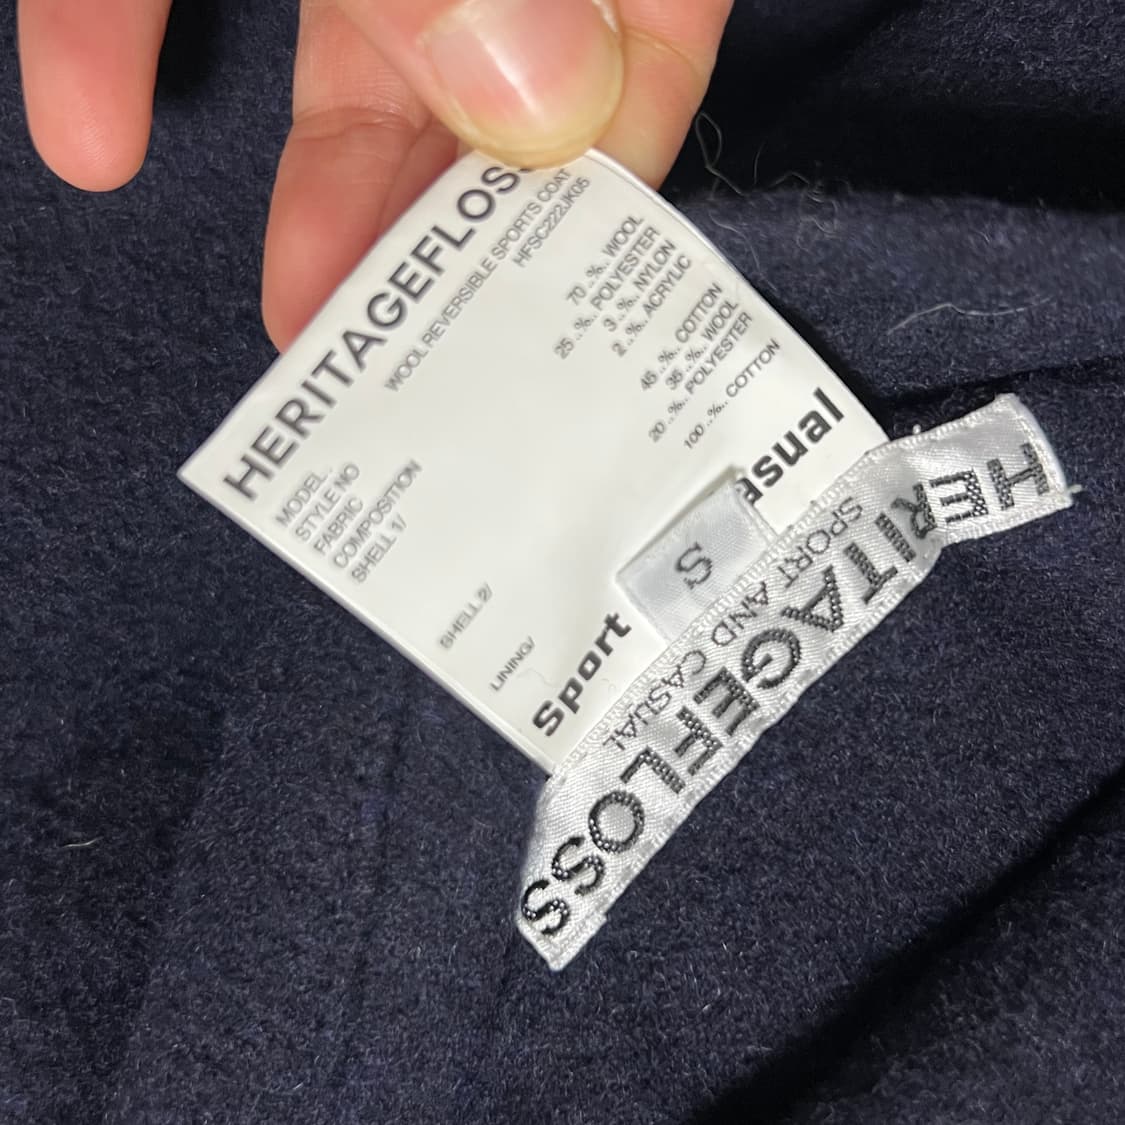 HERITAGEFLOSS
MODEL.. WOOL REVERSIBLE SPORTS COAT
STYLE NO HFSC222JK05
FABRIC
COMPOSITION
SHELL 1/ 70 ..%.. WOOL
25 ..%.. POLYESTER
3 ..%.. NYLON
2 ..%.. ACRYLIC
SHELL 2/ 45 ..%.. COTTON
35 ..%.. WOOL
20 ..%.. POLYESTER
LINING/ 100 ..%.. COTTON
Sport asual
S
SPORT AND CASUAL
HERITAGEFLOSS